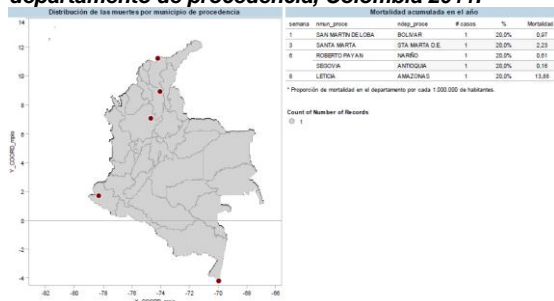 departamento de procedencia, Colombia 2011.
Distribución de las muertes por municipio de procedencia
Mortalidad acumulada en el año
semana nmun_proce ndep_proce # casos % Mortalidad
1 SAN MARTIN DE LOBA BOLIVAR 1 20,0% 0,97
3 SANTA MARTA STA MARTA D.E. 1 20,0% 2,23
6 ROBERTO PAYAN NARIÑO 1 20,0% 0,61
SEGOVIA ANTIOQUIA 1 20,0% 0,16
8 LETICIA AMAZONAS 1 20,0% 13,88
* Proporción de mortalidad en el departamento por cada 1.000.000 de habitantes.
Count of Number of Records
1
Y_COORD_mpio
14
12
10
8
6
4
2
0
-2
-4
-82 -80 -78 -76 -74 -72 -70 -68 -66
X_COORD_mpio